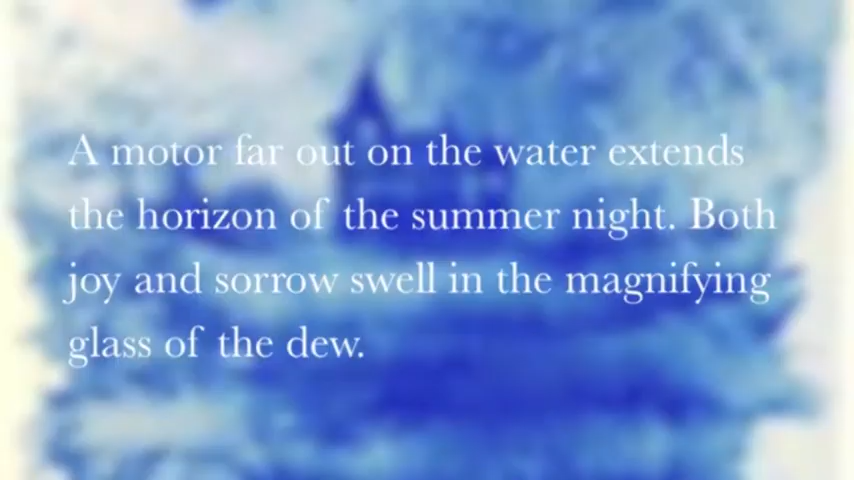 A motor far out on the water extends
the horizon of the summer night. Both
joy and sorrow swell in the magnifying
glass of the dew.